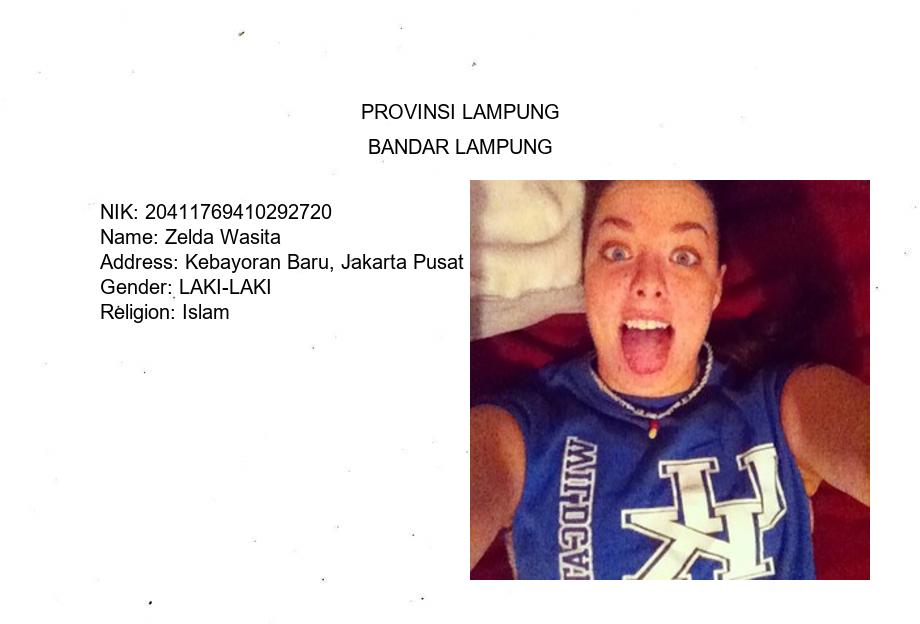 PROVINSI LAMPUNG
BANDAR LAMPUNG
NIK: 20411769410292720
Name: Zelda Wasita
Address: Kebayoran Baru, Jakarta Pusat
Gender: LAKI-LAKI
Religion: Islam
UK